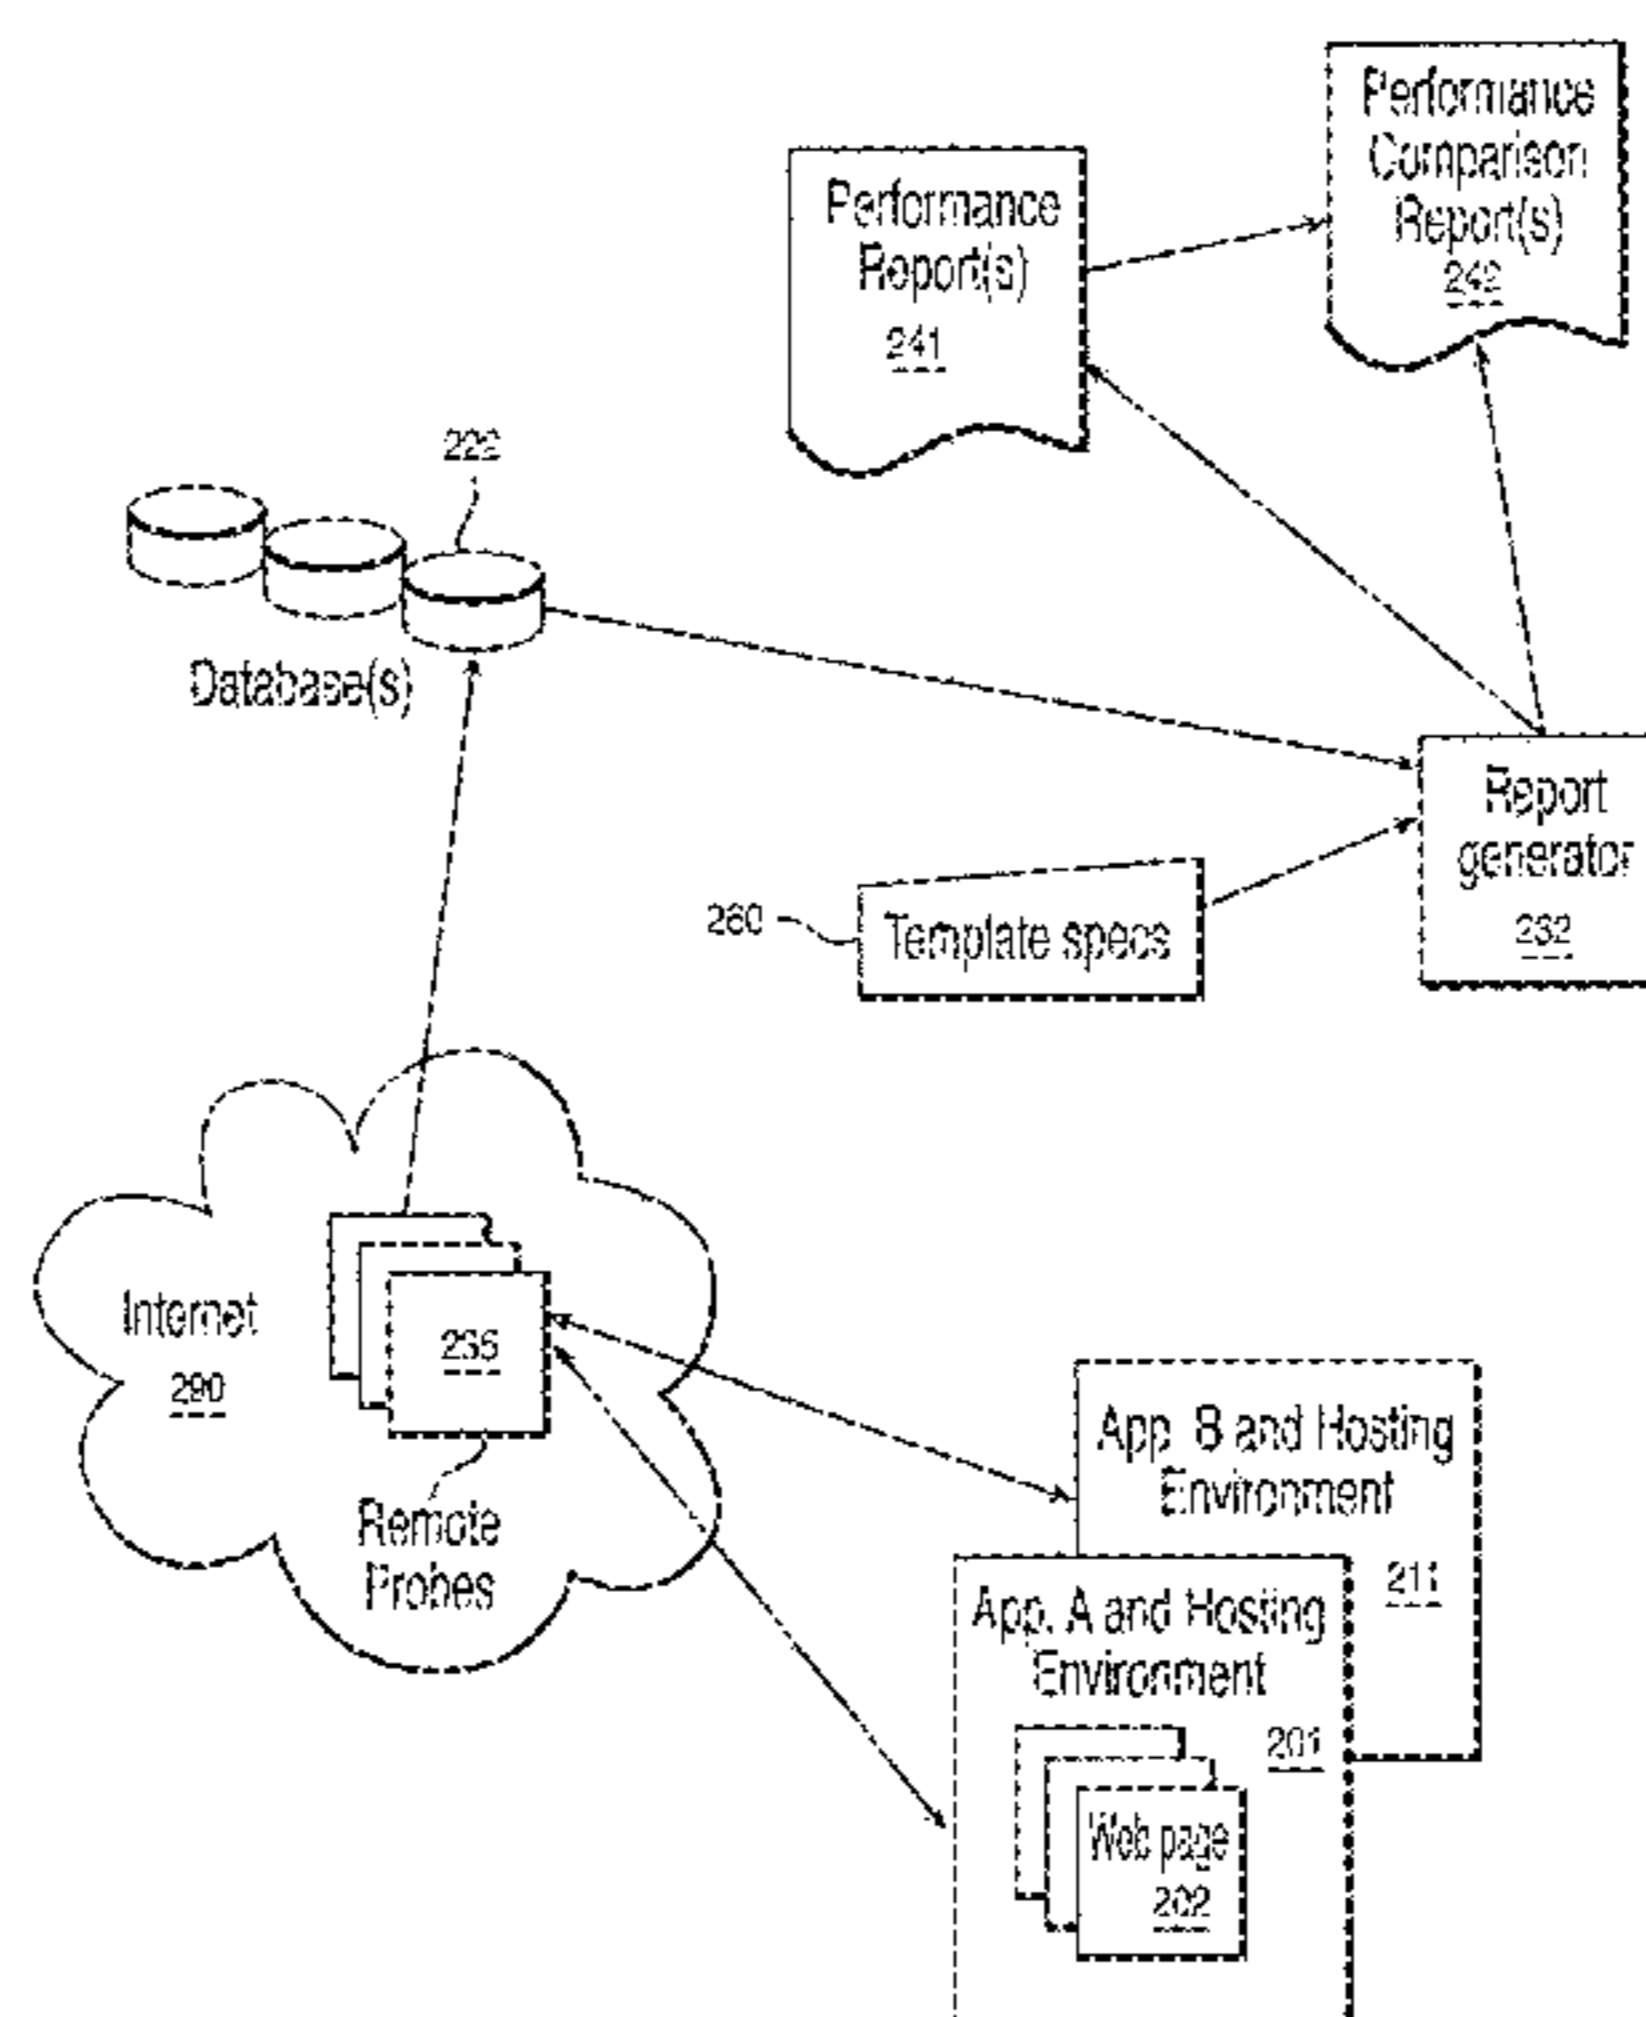 Performance
Comparison
Report(s)
242
Performance
Report(s)
241
222
Database(s)
Report
generator
232
260
Template specs
Internet
290
235
Remote
Probes
App. B and Hosting
Environment
211
App. A and Hosting
Environment
201
Web page
202